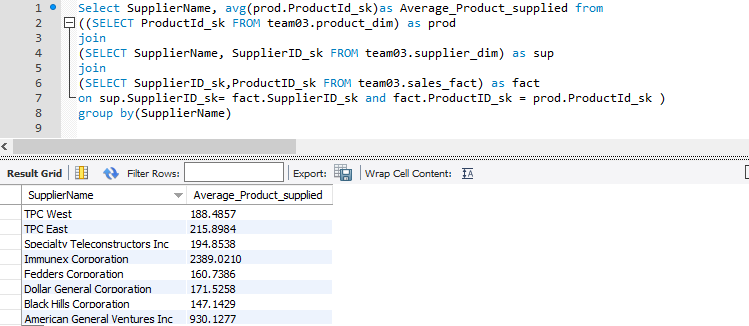 1 Select SupplierName, avg(prod.ProductId_sk)as Average_Product_supplied from
2 ((SELECT ProductId_sk FROM team03.product_dim) as prod
3 join
4 (SELECT SupplierName, SupplierID_sk FROM team03.supplier_dim) as sup
5 join
6 (SELECT SupplierID_sk,ProductID_sk FROM team03.sales_fact) as fact
7 on sup.SupplierID_sk= fact.SupplierID_sk and fact.ProductID_sk = prod.ProductId_sk )
8 group by(SupplierName)
9
Result Grid Filter Rows: Export: Wrap Cell Content: IA
SupplierName Average_Product_supplied
TPC West 188.4857
TPC East 215.8984
Specialty Teleconstructors Inc 194.8538
Immunex Corporation 2389.0210
Fedders Corporation 160.7386
Dollar General Corporation 171.5258
Black Hills Corporation 147.1429
American General Ventures Inc 930.1277